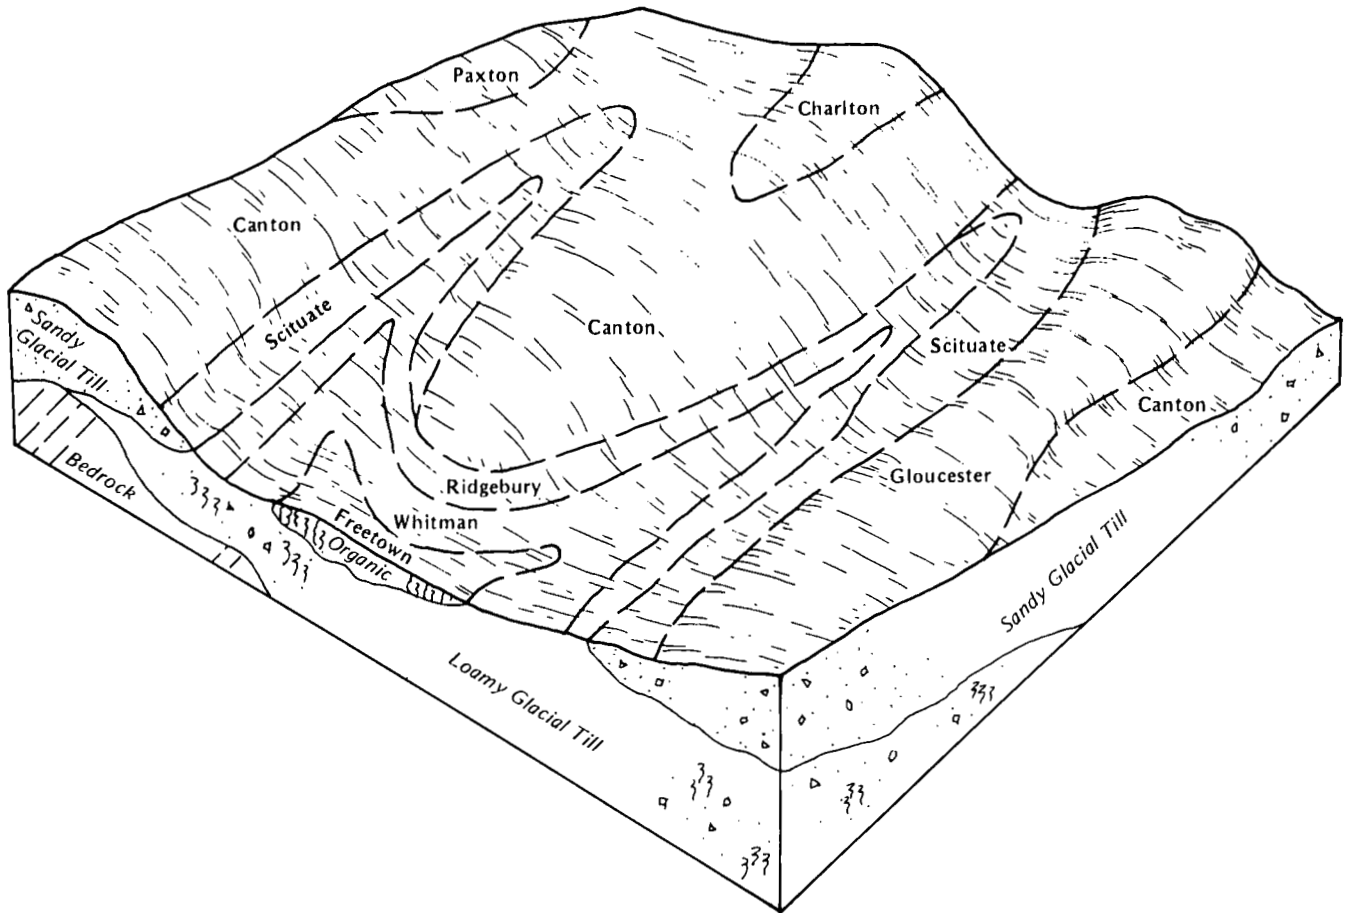 Paxton
Charlton
Canton
Scituate
Canton
Scituate
Sandy
Glacial Till
Canton
Gloucester
Bedrock
Ridgebury
Whitman
Freetown
Organic
Sandy Glacial Till
Loamy Glacial Till